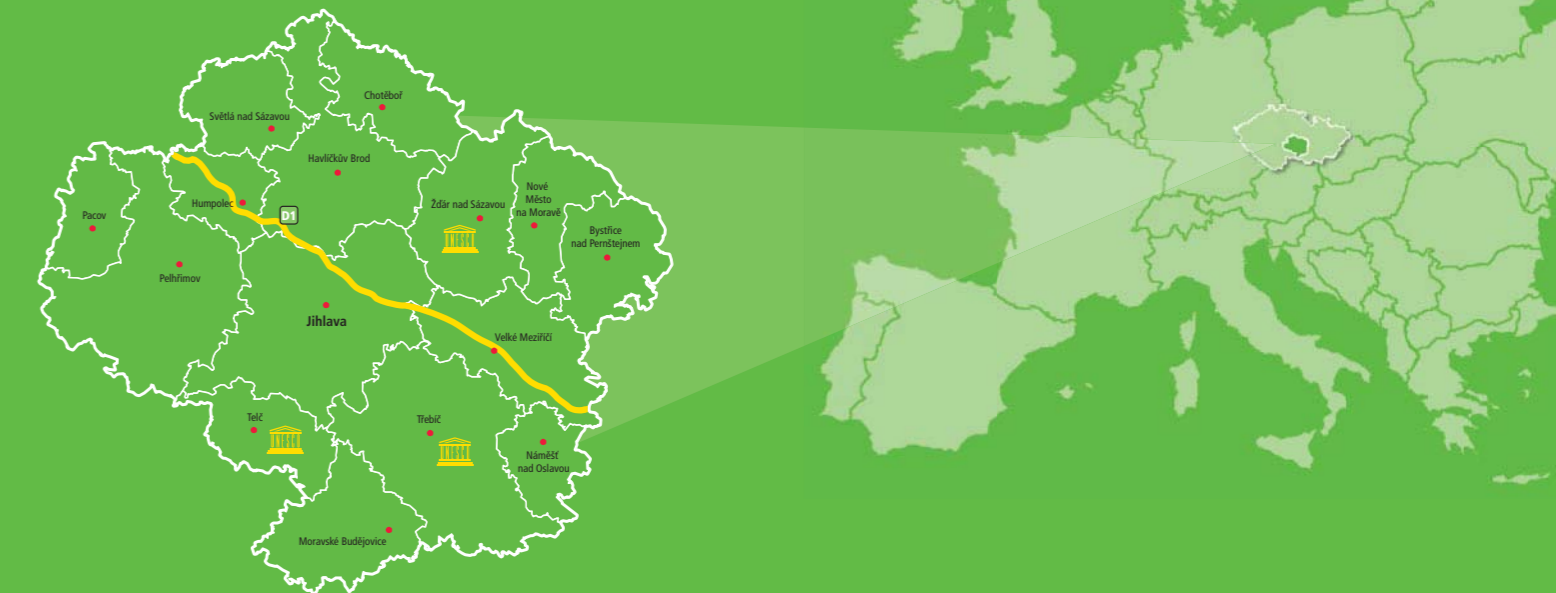 Chotěboř
Světlá nad Sázavou
Havlíčkův Brod
Nové
Město
na Moravě
Humpolec
Žďár nad Sázavou
D1
Pacov
Bystřice
nad Pernštejnem
Pelhřimov
Jihlava
Velké Meziříčí
Telč
Třebíč
Náměšť
nad Oslavou
Moravské Budějovice